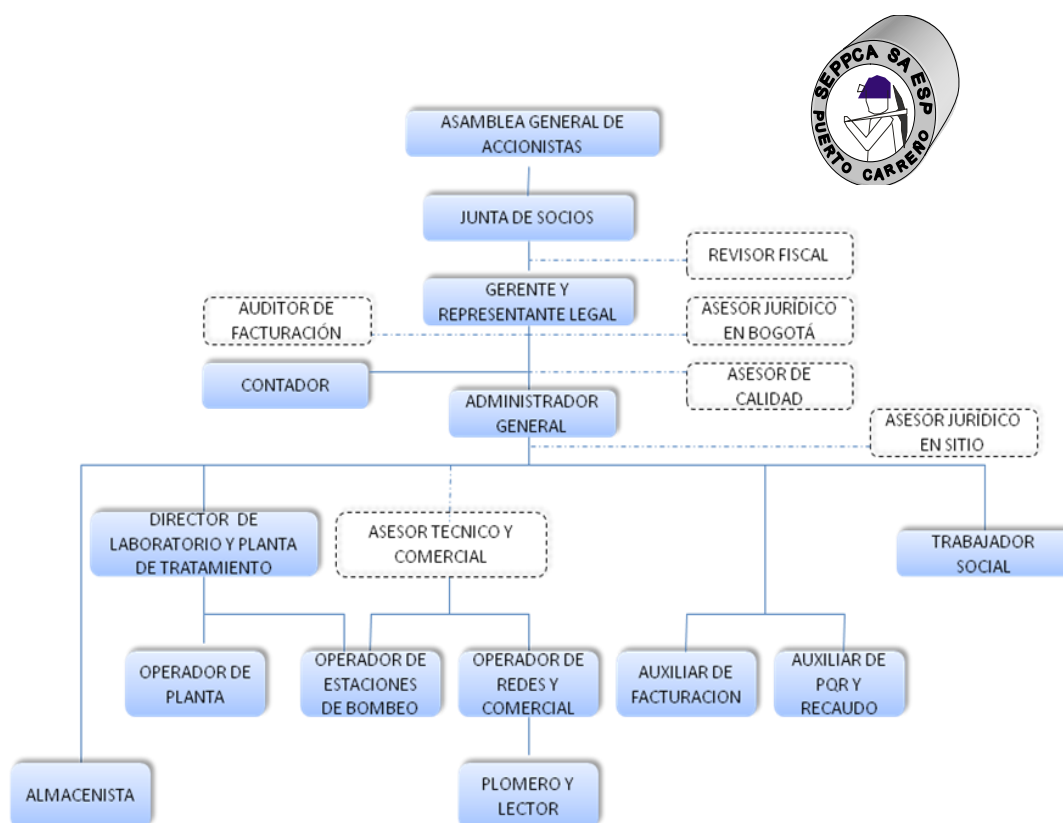 SEPPCA SA ESP
PUERTO CARREÑO
ASAMBLEA GENERAL DE
ACCIONISTAS
JUNTA DE SOCIOS
REVISOR FISCAL
GERENTE Y
REPRESENTANTE LEGAL
AUDITOR DE
FACTURACIÓN
ASESOR JURÍDICO
EN BOGOTÁ
CONTADOR
ASESOR DE
CALIDAD
ADMINISTRADOR
GENERAL
ASESOR JURÍDICO
EN SITIO
DIRECTOR DE
LABORATORIO Y PLANTA
DE TRATAMIENTO
ASESOR TECNICO Y
COMERCIAL
TRABAJADOR
SOCIAL
OPERADOR DE
PLANTA
OPERADOR DE
ESTACIONES
DE BOMBEO
OPERADOR DE
REDES Y
COMERCIAL
AUXILIAR DE
FACTURACION
AUXILIAR DE
PQR Y
RECAUDO
ALMACENISTA
PLOMERO Y
LECTOR